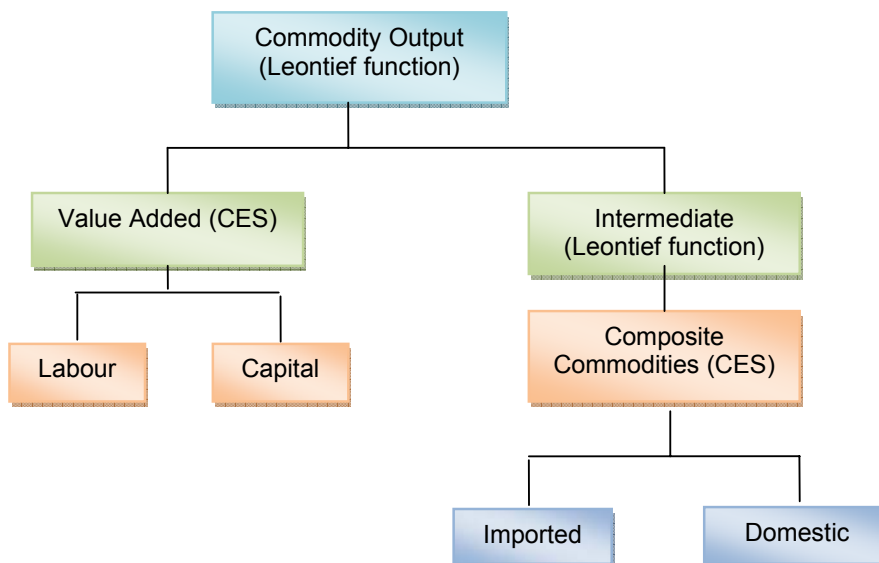 Commodity Output
(Leontief function)
Value Added (CES)
Intermediate
(Leontief function)
Labour
Capital
Composite
Commodities (CES)
Imported
Domestic